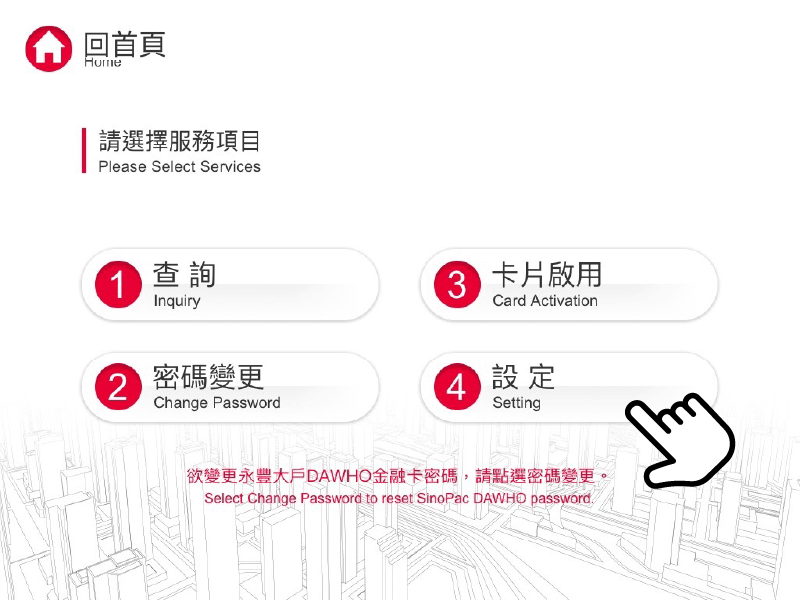 回首頁
Home
請選擇服務項目
Please Select Services
1 查 詢
Inquiry
3 卡片啟用
Card Activation
2 密碼變更
Change Password
4 設 定
Setting
欲變更永豐大戶DAWHO金融卡密碼，請點選密碼變更。
Select Change Password to reset SinoPac DAWHO password.